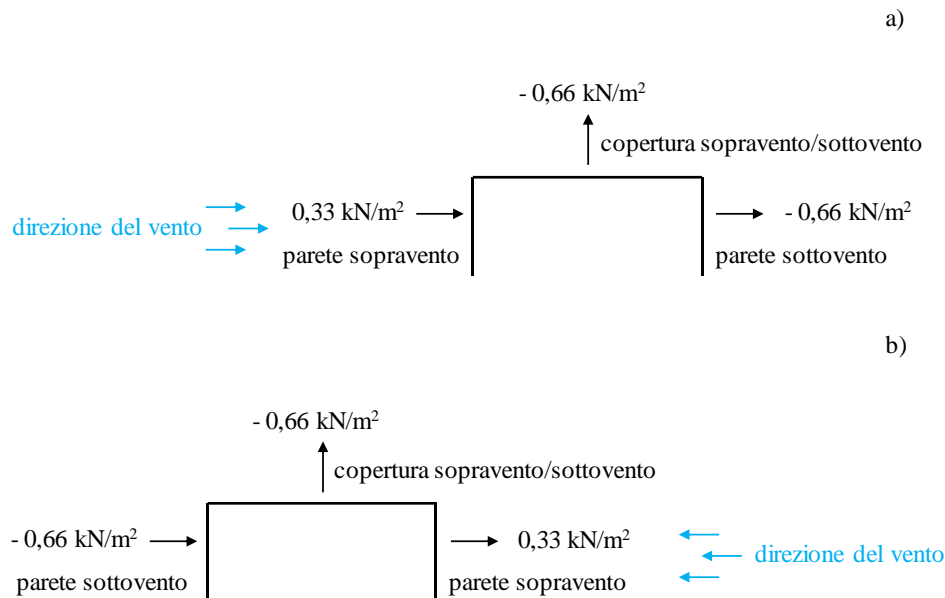 a)
- 0,66 kN/m²
copertura sopravento/sottovento
direzione del vento
0,33 kN/m²
- 0,66 kN/m²
parete sopravento
parete sottovento
b)
- 0,66 kN/m²
copertura sopravento/sottovento
- 0,66 kN/m²
0,33 kN/m²
direzione del vento
parete sottovento
parete sopravento